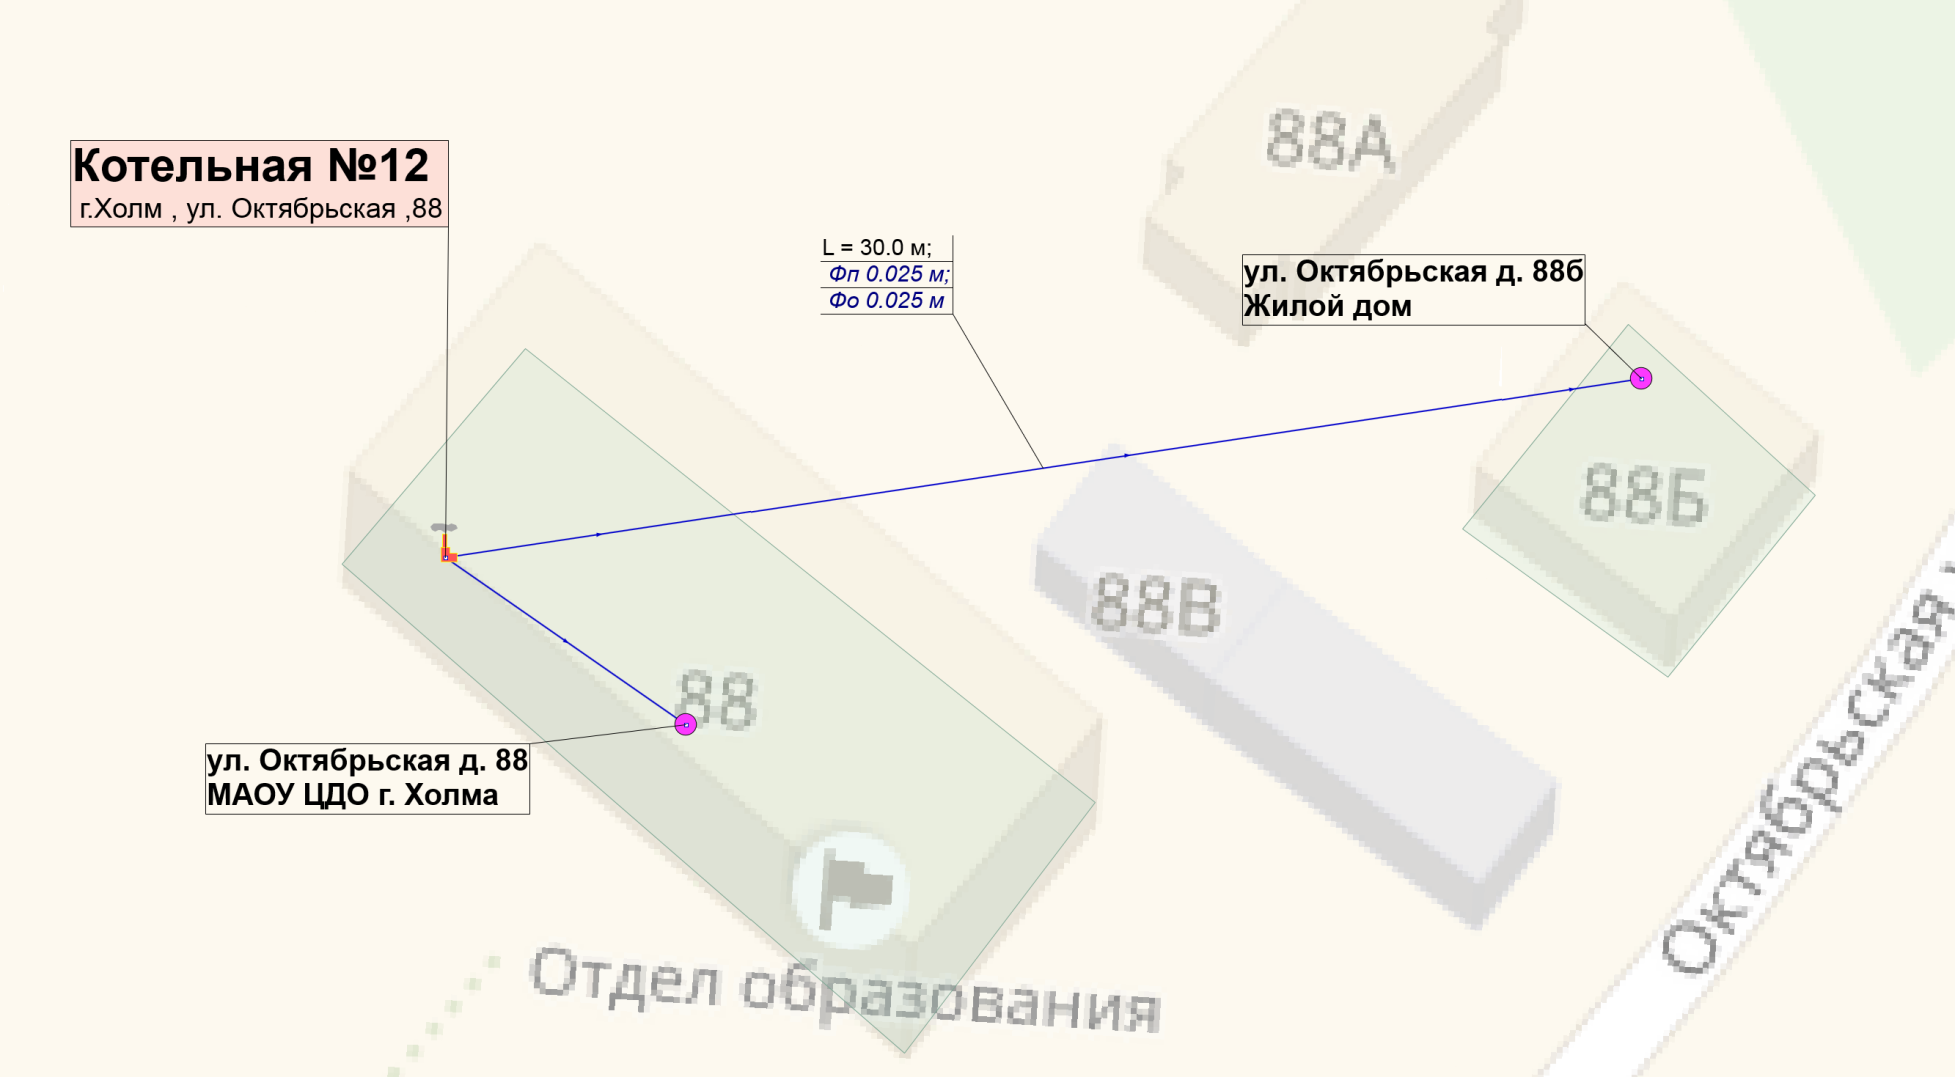 88А
Котельная №12
г.Холм , ул. Октябрьская ,88
L = 30.0 м;
Фп 0.025 м;
Фо 0.025 м
ул. Октябрьская д. 88б
Жилой дом
88Б
88В
88
ул. Октябрьская д. 88
МАОУ ЦДО г. Холма
Отдел образования
Октябрьская